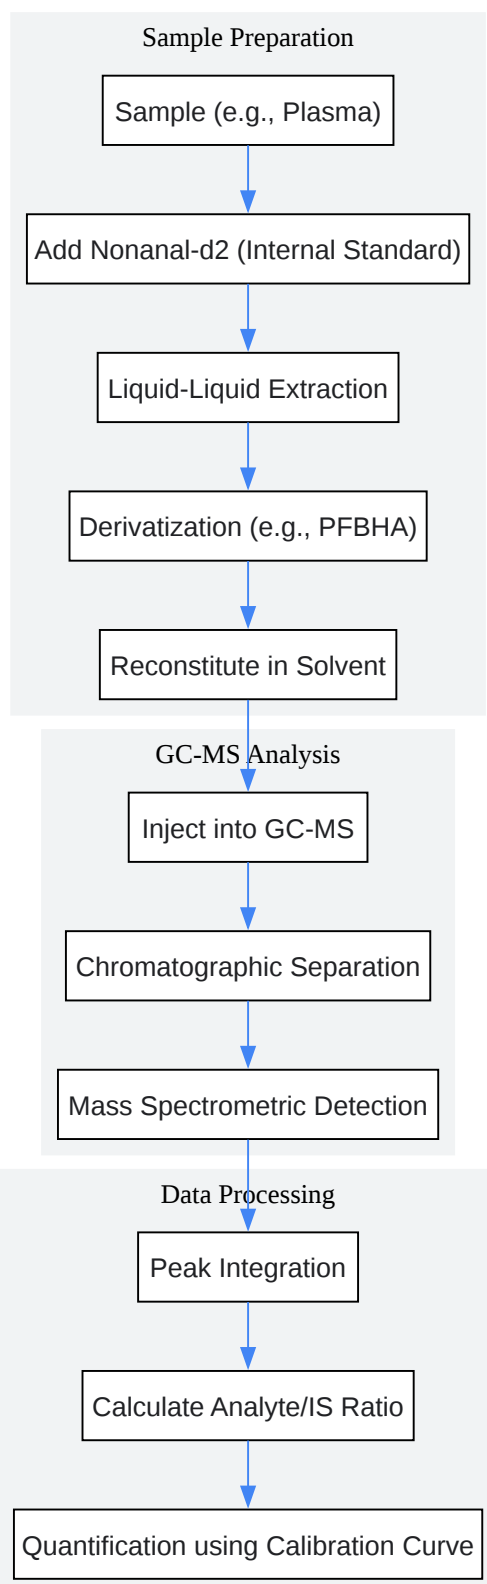 Sample Preparation
Sample (e.g., Plasma)
Add Nonanal-d2 (Internal Standard)
Liquid-Liquid Extraction
Derivatization (e.g., PFBHA)
Reconstitute in Solvent
GC-MS Analysis
Inject into GC-MS
Chromatographic Separation
Mass Spectrometric Detection
Data Processing
Peak Integration
Calculate Analyte/IS Ratio
Quantification using Calibration Curve